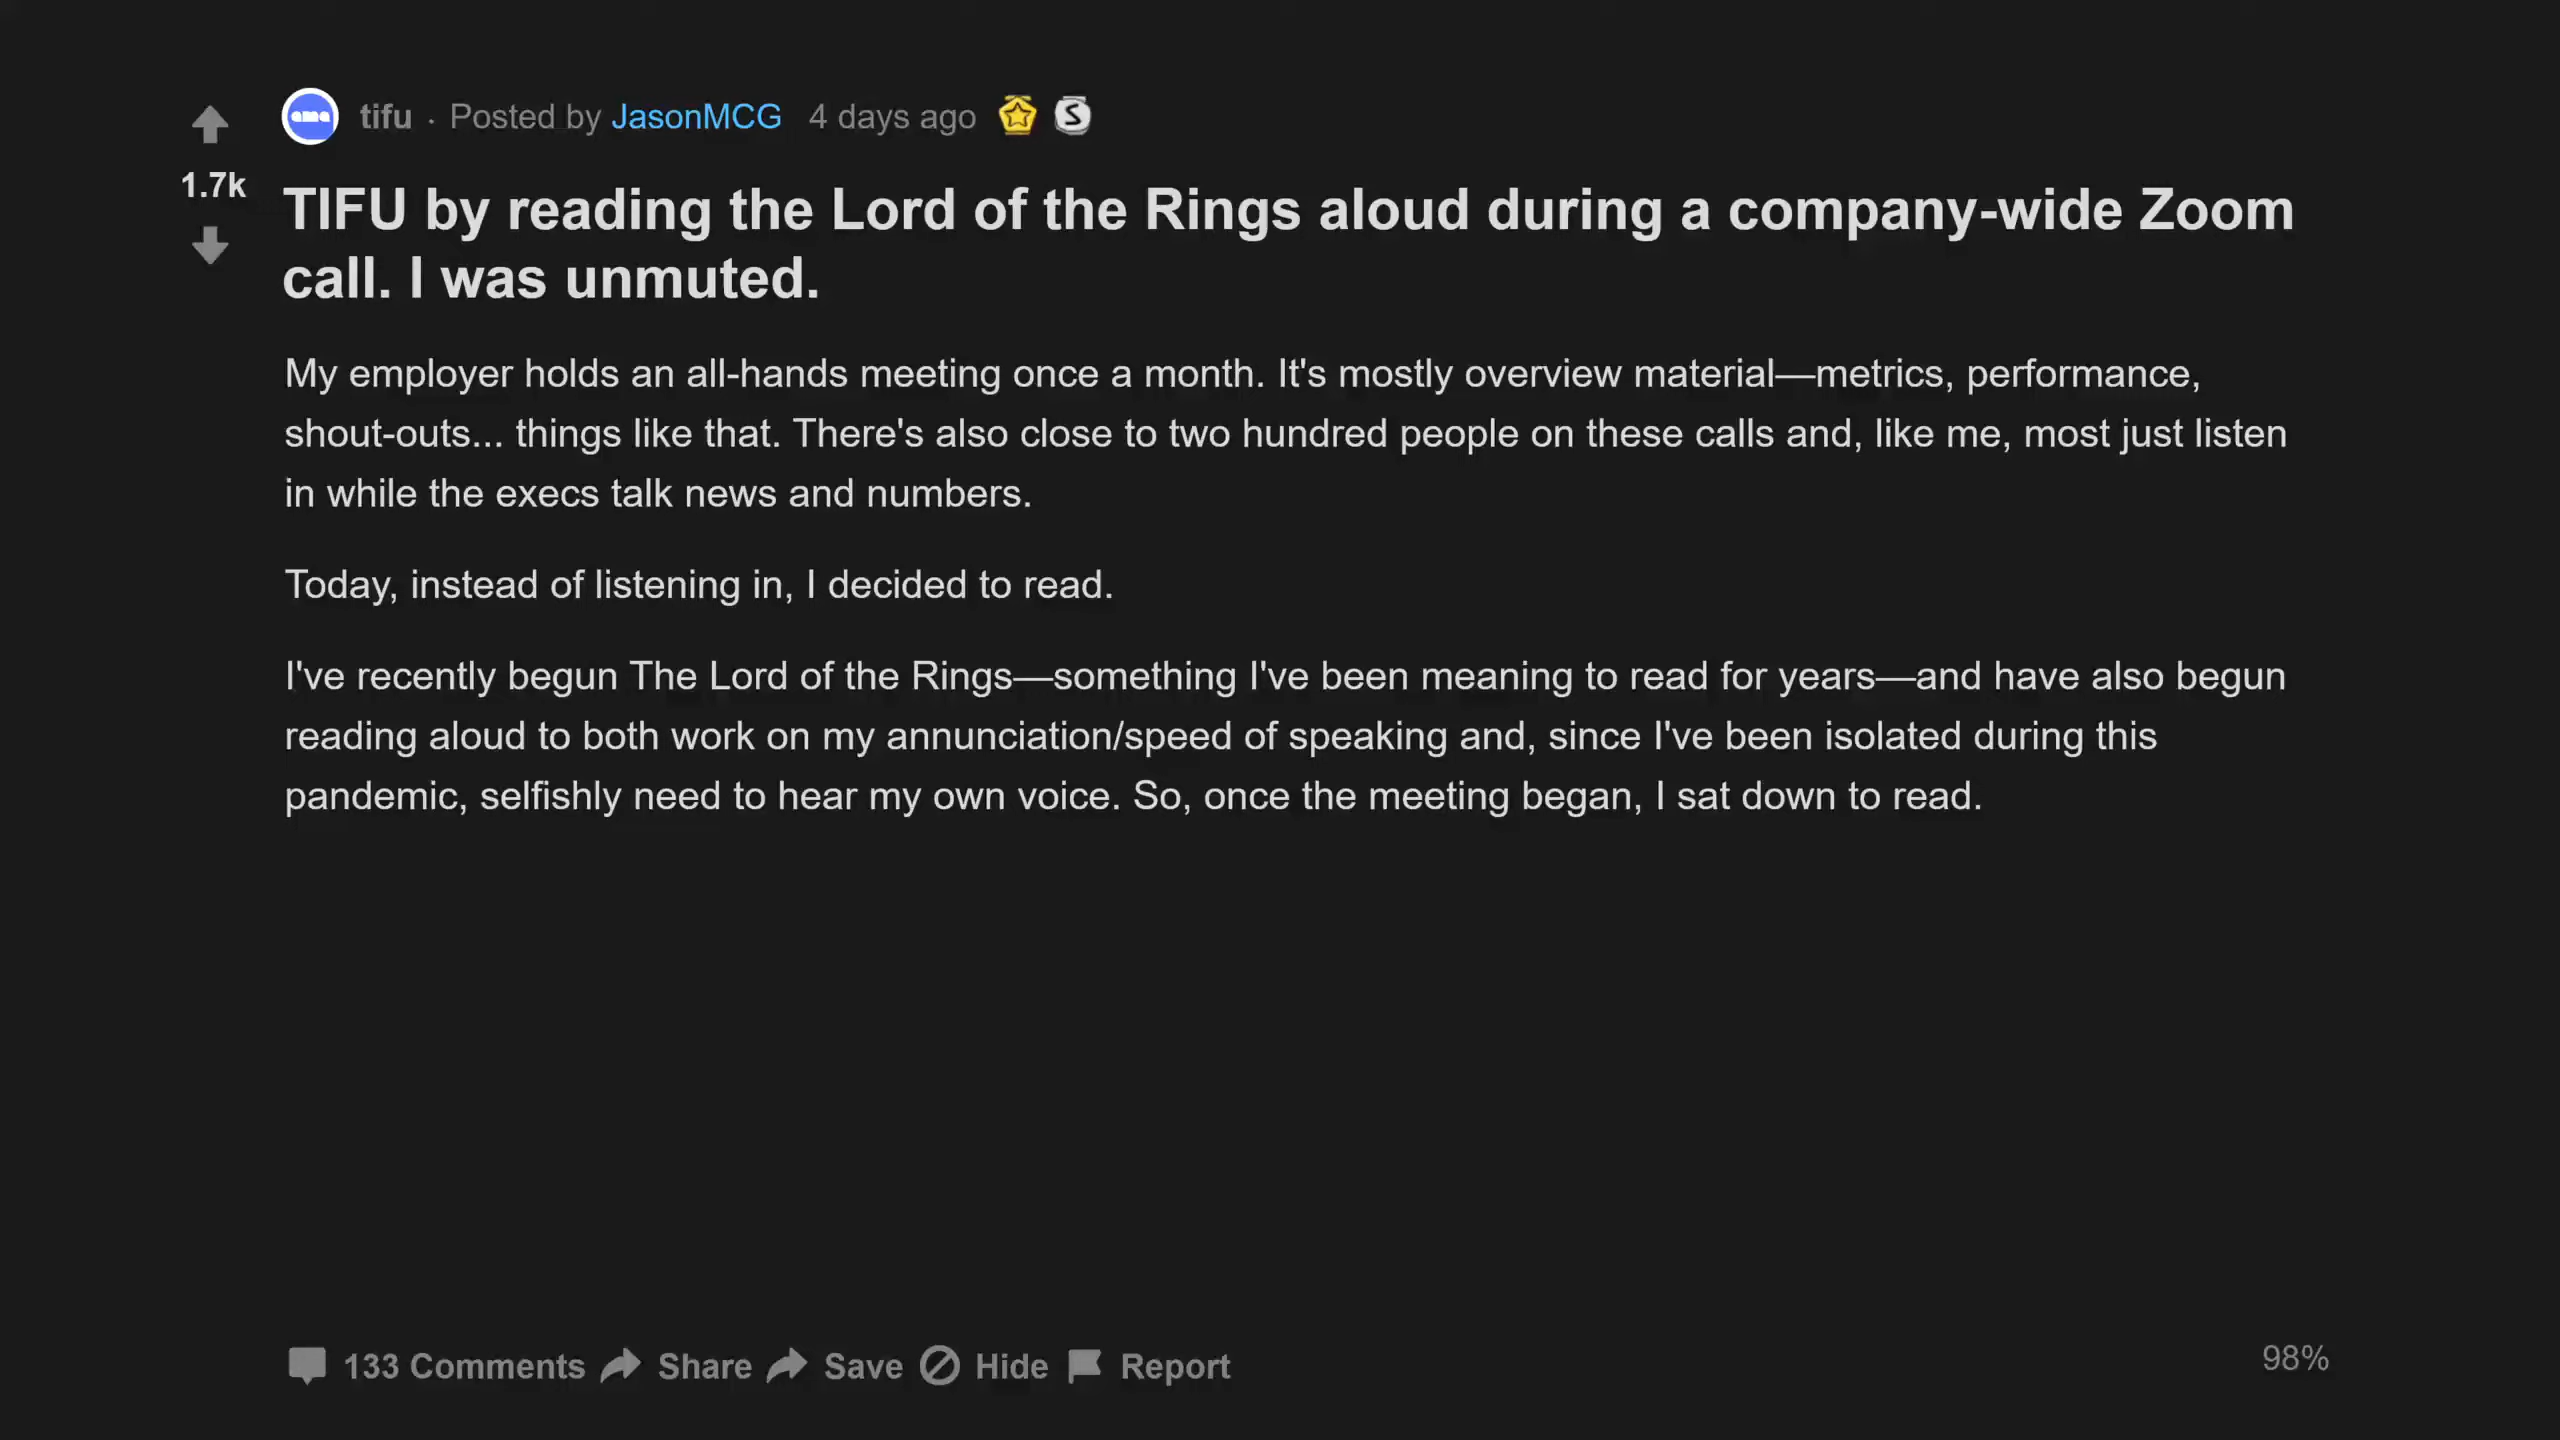 ama
tifu · Posted by JasonMCG 4 days ago
S
1.7k
TIFU by reading the Lord of the Rings aloud during a company-wide Zoom
call. I was unmuted.
My employer holds an all-hands meeting once a month. It's mostly overview material—metrics, performance,
shout-outs... things like that. There's also close to two hundred people on these calls and, like me, most just listen
in while the execs talk news and numbers.
Today, instead of listening in, I decided to read.
I've recently begun The Lord of the Rings—something I've been meaning to read for years—and have also begun
reading aloud to both work on my annunciation/speed of speaking and, since I've been isolated during this
pandemic, selfishly need to hear my own voice. So, once the meeting began, I sat down to read.
133 Comments Share Save Hide Report
98%